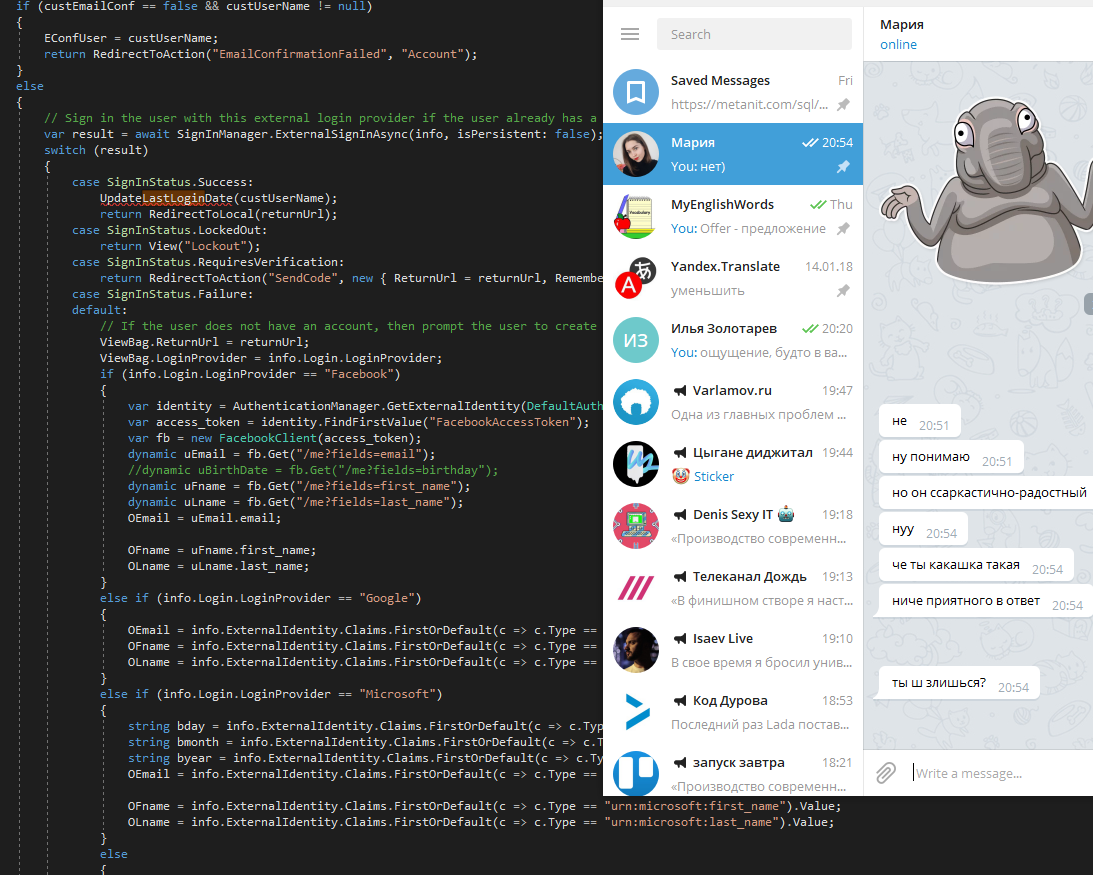 if (custEmailConf == false && custUserName != null)
{
EConfUser = custUserName;
return RedirectToAction("EmailConfirmationFailed", "Account");
}
else
{
// Sign in the user with this external login provider if the user already has a
var result = await SignInManager.ExternalSignInAsync(info, isPersistent: false);
switch (result)
{
case SignInStatus.Success:
UpdateLastLoginDate(custUserName);
return RedirectToLocal(returnUrl);
case SignInStatus.LockedOut:
return View("Lockout");
case SignInStatus.RequiresVerification:
return RedirectToAction("SendCode", new { ReturnUrl = returnUrl, Remembe
case SignInStatus.Failure:
default:
// If the user does not have an account, then prompt the user to create
ViewBag.ReturnUrl = returnUrl;
ViewBag.LoginProvider = info.Login.LoginProvider;
if (info.Login.LoginProvider == "Facebook")
{
var identity = AuthenticationManager.GetExternalIdentity(DefaultAuth
var access_token = identity.FindFirstValue("FacebookAccessToken");
var fb = new FacebookClient(access_token);
dynamic uEmail = fb.Get("/me?fields=email");
//dynamic uBirthDate = fb.Get("/me?fields=birthday");
dynamic uFname = fb.Get("/me?fields=first_name");
dynamic uLname = fb.Get("/me?fields=last_name");
OEmail = uEmail.email;
OFname = uFname.first_name;
OLname = uLname.last_name;
}
else if (info.Login.LoginProvider == "Google")
{
OEmail = info.ExternalIdentity.Claims.FirstOrDefault(c => c.Type ==
OFname = info.ExternalIdentity.Claims.FirstOrDefault(c => c.Type ==
OLname = info.ExternalIdentity.Claims.FirstOrDefault(c => c.Type ==
}
else if (info.Login.LoginProvider == "Microsoft")
{
string bday = info.ExternalIdentity.Claims.FirstOrDefault(c => c.Typ
string bmonth = info.ExternalIdentity.Claims.FirstOrDefault(c => c.T
string byear = info.ExternalIdentity.Claims.FirstOrDefault(c => c.Ty
OEmail = info.ExternalIdentity.Claims.FirstOrDefault(c => c.Type ==
OFname = info.ExternalIdentity.Claims.FirstOrDefault(c => c.Type == "urn:microsoft:first_name").Value;
OLname = info.ExternalIdentity.Claims.FirstOrDefault(c => c.Type == "urn:microsoft:last_name").Value;
}
else
{
Search
Saved Messages Fri
https://metanit.com/sql/...
Мария 20:54
You: нет)
Vocabulary
MyEnglishWords Thu
You: Offer - предложение
あ
A
Yandex.Translate 14.01.18
уменьшить
ИЗ
Илья Золотарев 20:20
You: ощущение, будто в ва...
Varlamov.ru 19:47
Одна из главных проблем ...
Цыгане диджитал 19:44
🤡 Sticker
Denis Sexy IT 🤖 19:18
«Производство современн...
Телеканал Дождь 19:13
«В финишном створе я наст...
Isaev Live 19:10
В свое время я бросил унив...
Код Дурова 18:53
Последний раз Lada постав...
запуск завтра 18:21
«Производство современн...
Мария
online
не 20:51
ну понимаю 20:51
но он ссаркастично-радостный
нуу 20:54
че ты какашка такая 20:54
ниче приятного в ответ 20:54
ты ш злишься? 20:54
Write a message...